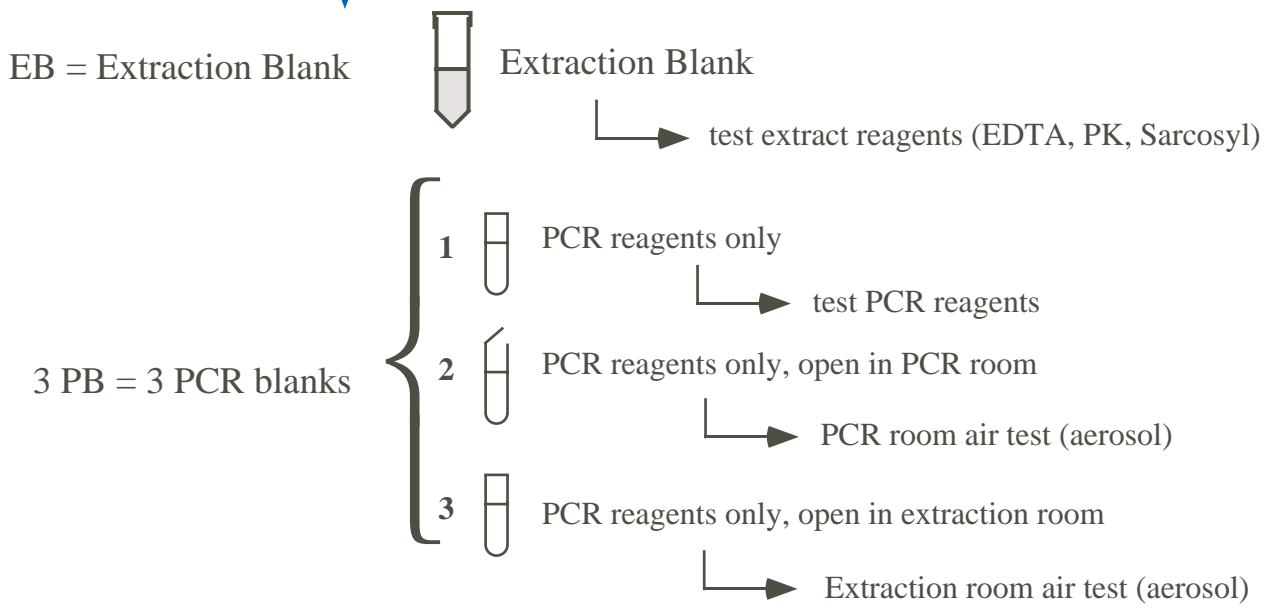 EB = Extraction Blank
Extraction Blank
test extract reagents (EDTA, PK, Sarcosyl)
3 PB = 3 PCR blanks
1 PCR reagents only
test PCR reagents
2 PCR reagents only, open in PCR room
PCR room air test (aerosol)
3 PCR reagents only, open in extraction room
Extraction room air test (aerosol)